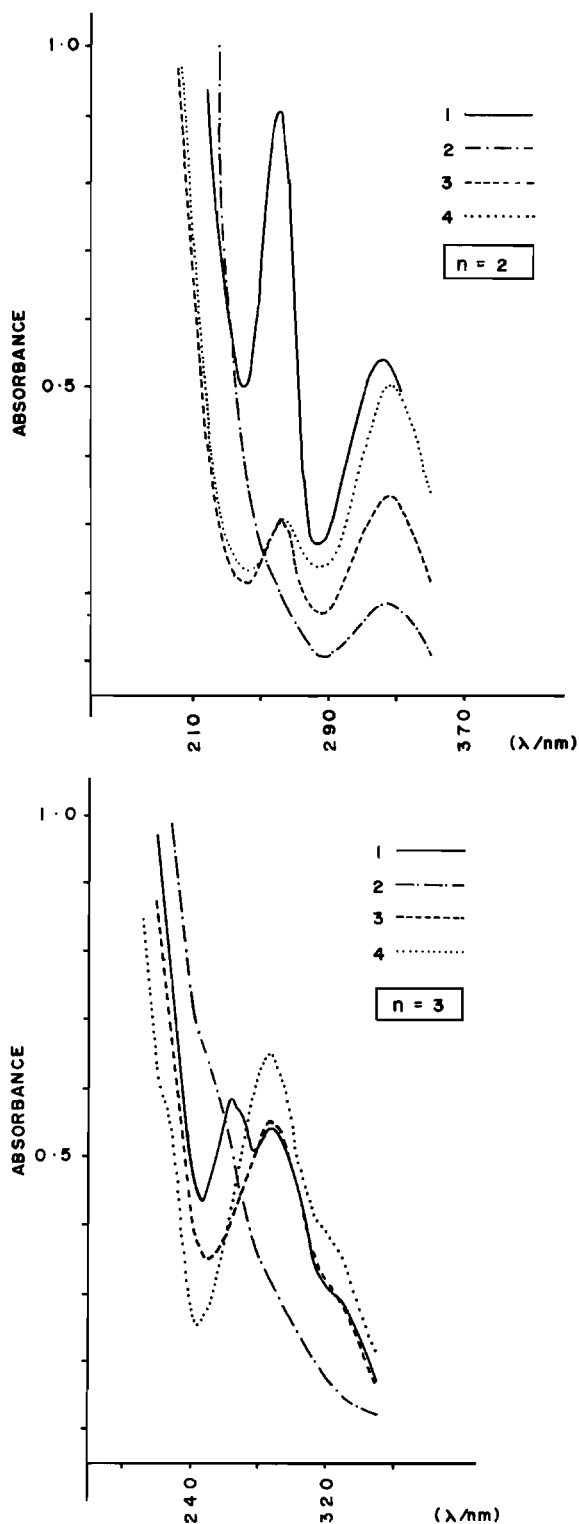 1·0
1
2
3
4
n = 2
ABSORBANCE
0·5
210
290
370
(λ/nm)
1·0
1
2
3
4
n = 3
ABSORBANCE
0·5
240
320
(λ/nm)